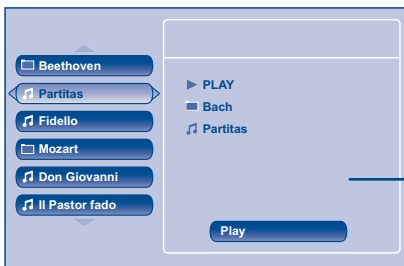 Beethoven
Partitas
Fidello
Mozart
Don Giovanni
Il Pastor fado
PLAY
Bach
Partitas
Play